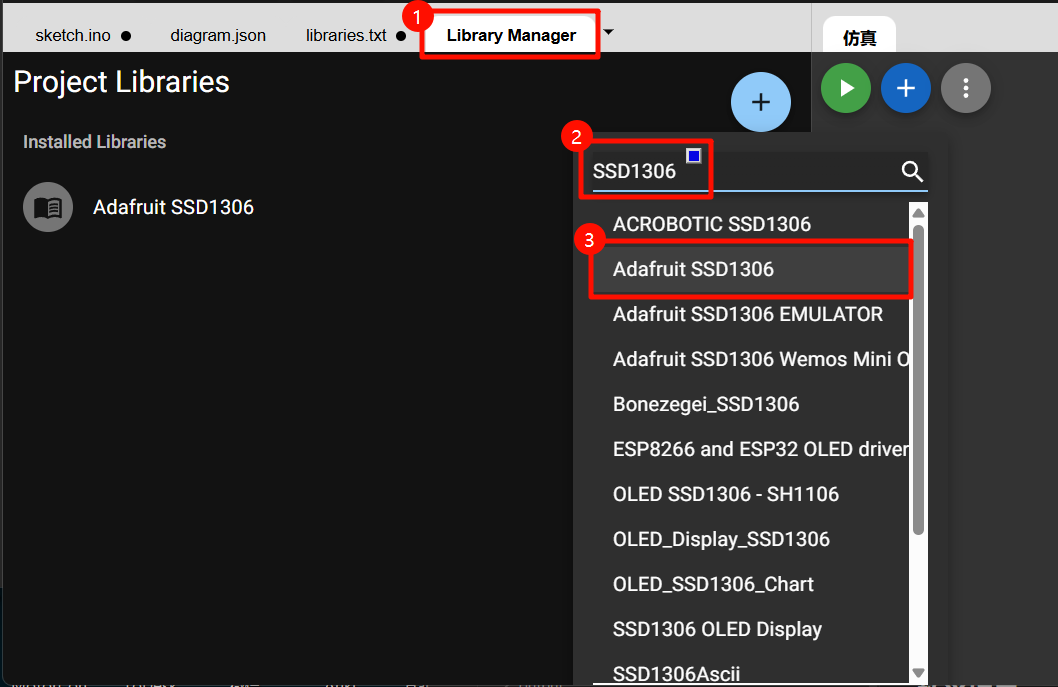 sketch.ino diagram.json libraries.txt 1 Library Manager 仿真
Project Libraries
Installed Libraries
Adafruit SSD1306
2
SSD1306
ACROBOTIC SSD1306
3
Adafruit SSD1306
Adafruit SSD1306 EMULATOR
Adafruit SSD1306 Wemos Mini O
Bonezegei_SSD1306
ESP8266 and ESP32 OLED driver
OLED SSD1306 - SH1106
OLED_Display_SSD1306
OLED_SSD1306_Chart
SSD1306 OLED Display
SSD1306Ascii